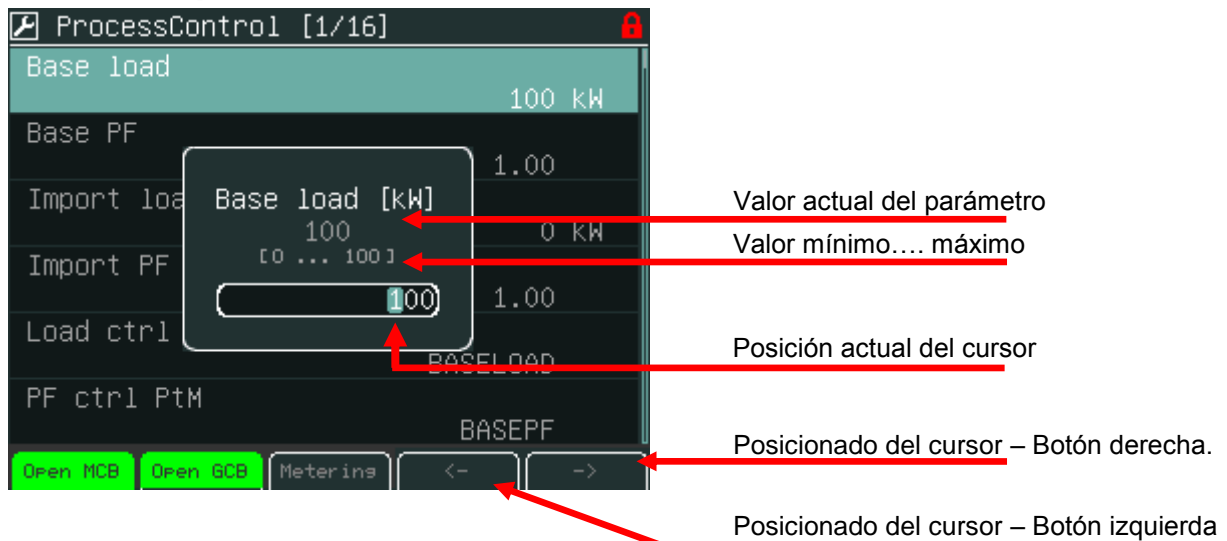 ProcessControl [1/16]
Base load
100 kW
Base PF
1.00
Import loa
0 kW
Import PF
1.00
Load ctrl
BASELOAD
PF ctrl PtM
BASEPF
Base load [kW]
100
[0 ... 100]
100
Open MCB Open GCB Metering <- ->
Valor actual del parámetro
Valor mínimo…. máximo
Posición actual del cursor
Posicionado del cursor – Botón derecha.
Posicionado del cursor – Botón izquierda